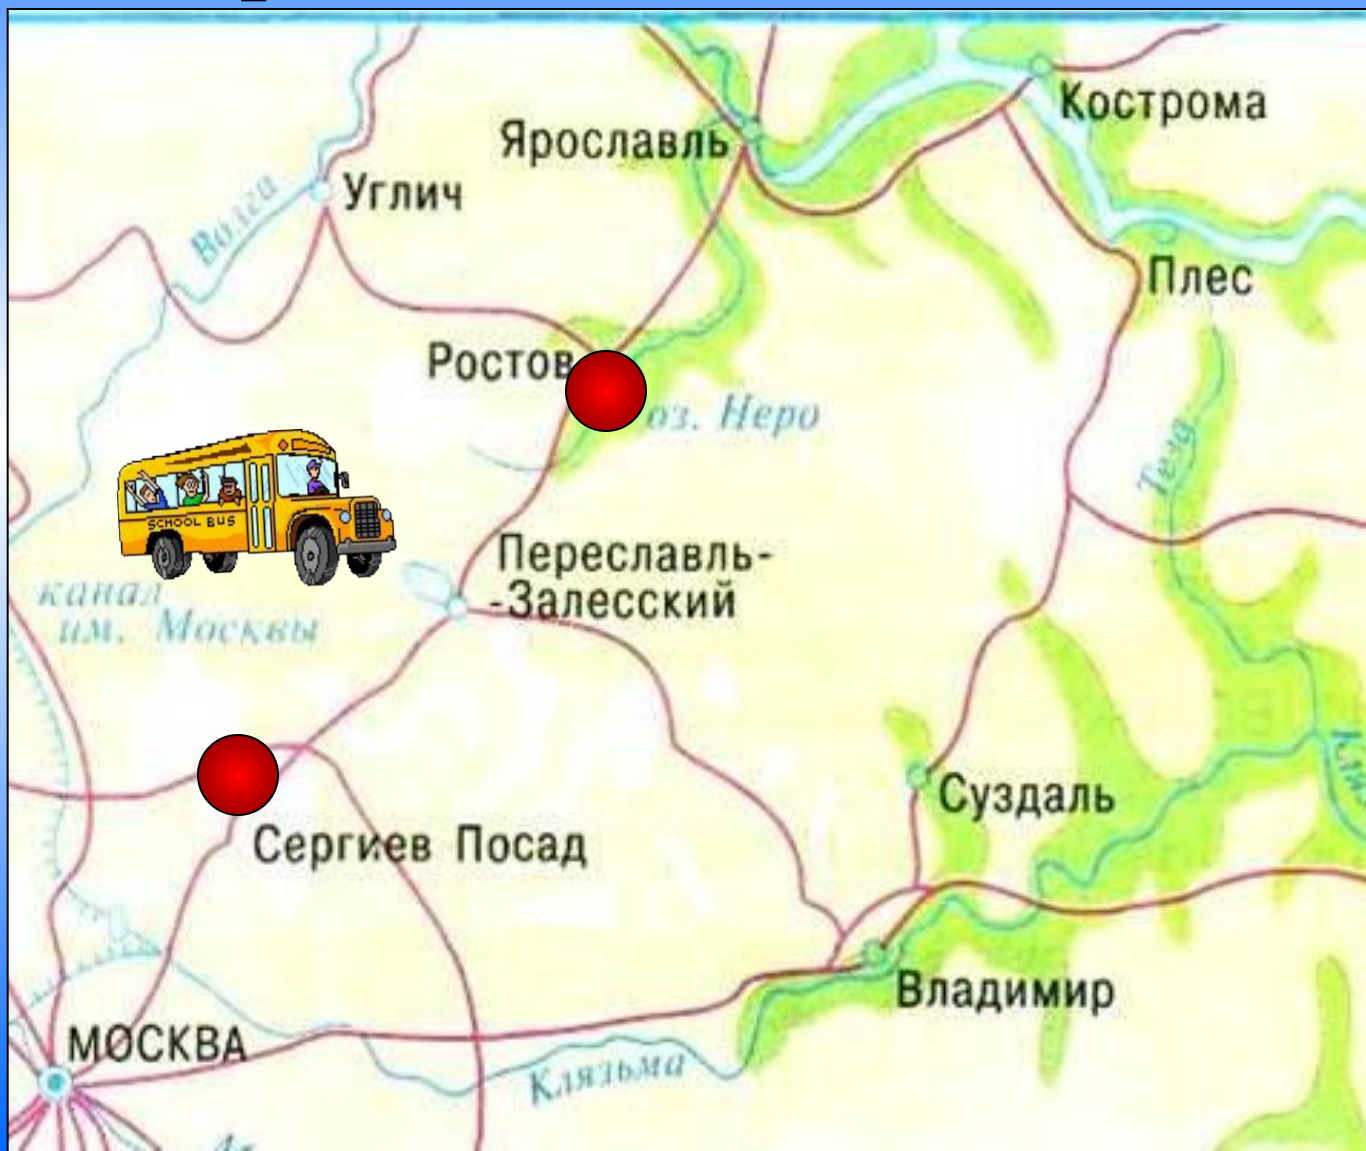 Кострома
Ярославль
Углич
Волга
Плес
Ростов
оз. Неро
Теза
SCHOOL BUS
Переславль-
-Залесский
канал
им. Москвы
Суздаль
Сергиев Посад
Владимир
МОСКВА
Клязьма